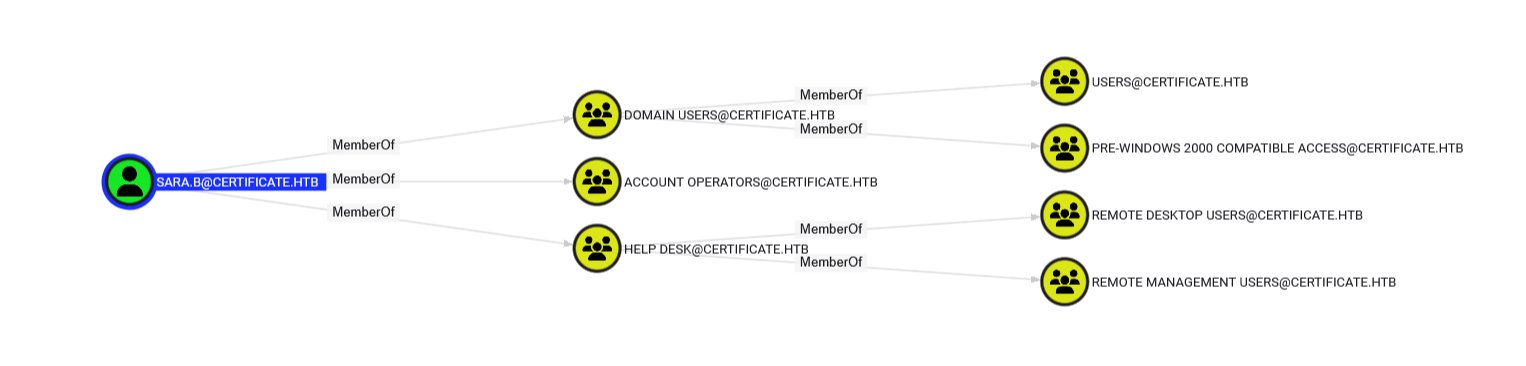 USERS@CERTIFICATE.HTB
MemberOf
DOMAIN USERS@CERTIFICATE.HTB
MemberOf
MemberOf
PRE-WINDOWS 2000 COMPATIBLE ACCESS@CERTIFICATE.HTB
SARA.B@CERTIFICATE.HTB
MemberOf
ACCOUNT OPERATORS@CERTIFICATE.HTB
MemberOf
REMOTE DESKTOP USERS@CERTIFICATE.HTB
MemberOf
HELP DESK@CERTIFICATE.HTB
MemberOf
REMOTE MANAGEMENT USERS@CERTIFICATE.HTB